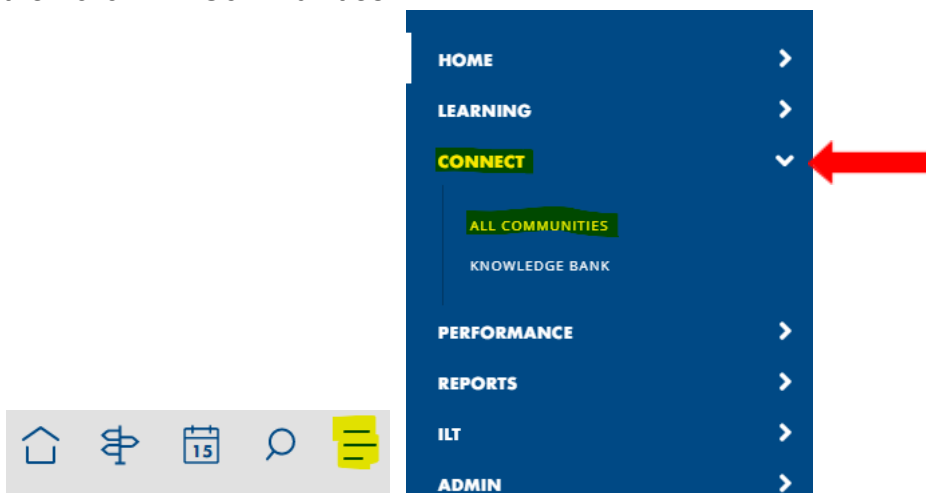 HOME
LEARNING
CONNECT
ALL COMMUNITIES
KNOWLEDGE BANK
PERFORMANCE
REPORTS
ILT
ADMIN
15